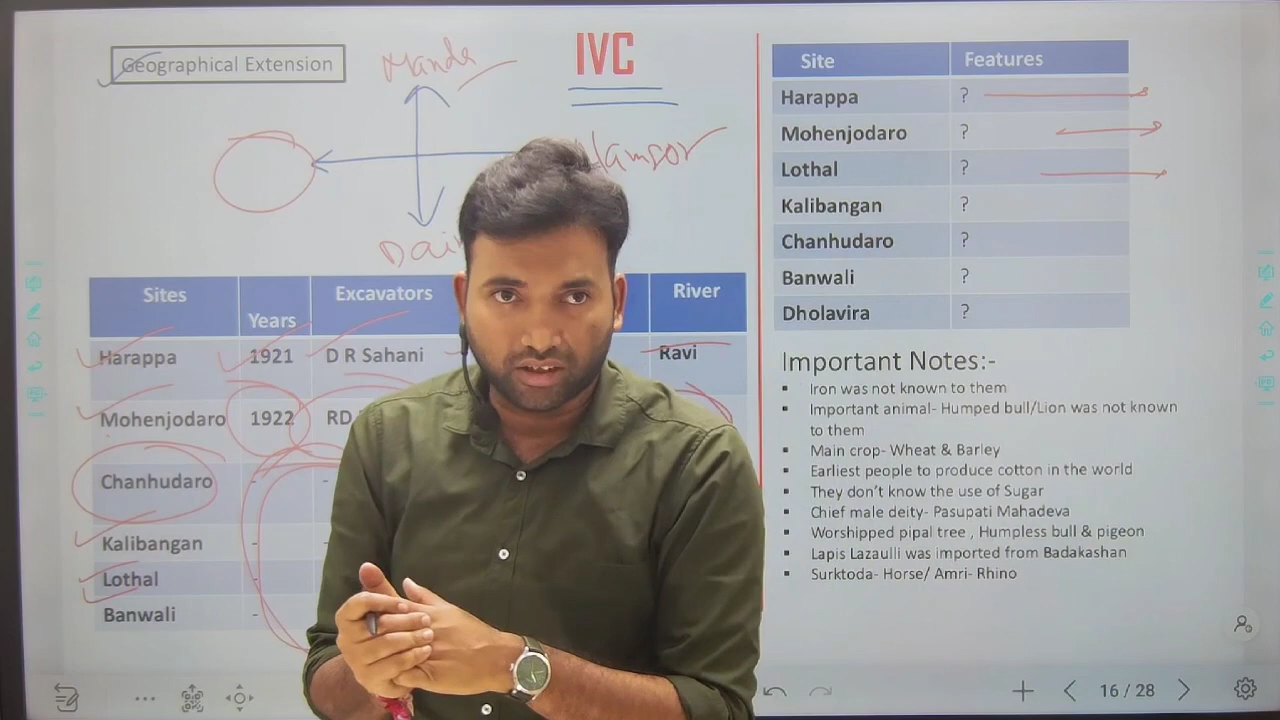 Geographical Extension
Manda
IVC
Sites
Years
Excavators
River
Harappa
1921
D R Sahani
Ravi
Mohenjodaro
1922
RD
Chanhudaro
-
-
Kalibangan
-
-
Lothal
-
Banwali
-
Site
Features
Harappa
?
Mohenjodaro
?
Lothal
?
Kalibangan
?
Chanhudaro
?
Banwali
?
Dholavira
?
Important Notes:-
▪ Iron was not known to them
▪ Important animal- Humped bull/Lion was not known
to them
▪ Main crop- Wheat & Barley
▪ Earliest people to produce cotton in the world
▪ They don't know the use of Sugar
▪ Chief male deity- Pasupati Mahadeva
▪ Worshipped pipal tree , Humpless bull & pigeon
▪ Lapis Lazaulli was imported from Badakashan
▪ Surktoda- Horse/ Amri- Rhino
16 / 28